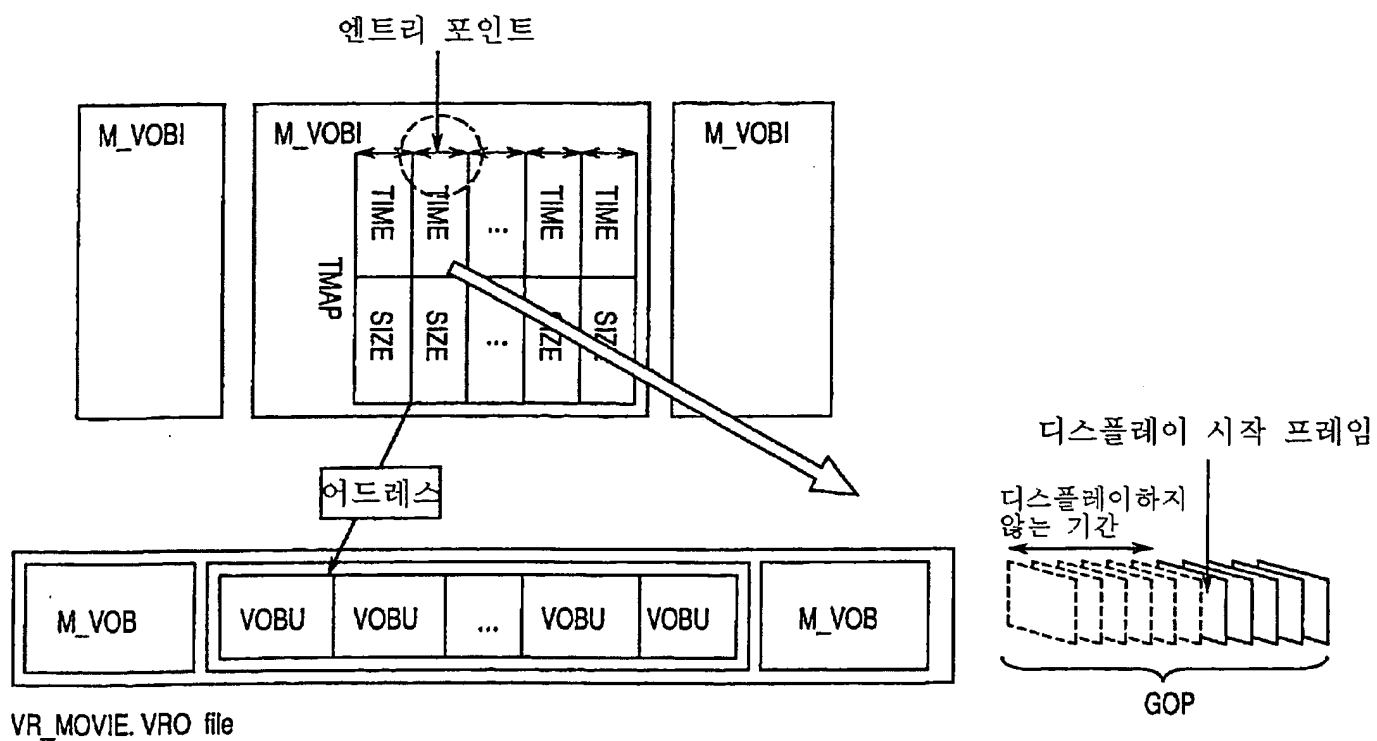 엔트리 포인트
M_VOBI
M_VOBI
M_VOBI
TIME
TIME
...
TIME
TIME
TMAP
SIZE
SIZE
...
SIZE
SIZE
어드레스
디스플레이 시작 프레임
디스플레이하지
않는 기간
M_VOB
VOBU
VOBU
...
VOBU
VOBU
M_VOB
GOP
VR_MOVIE. VRO file